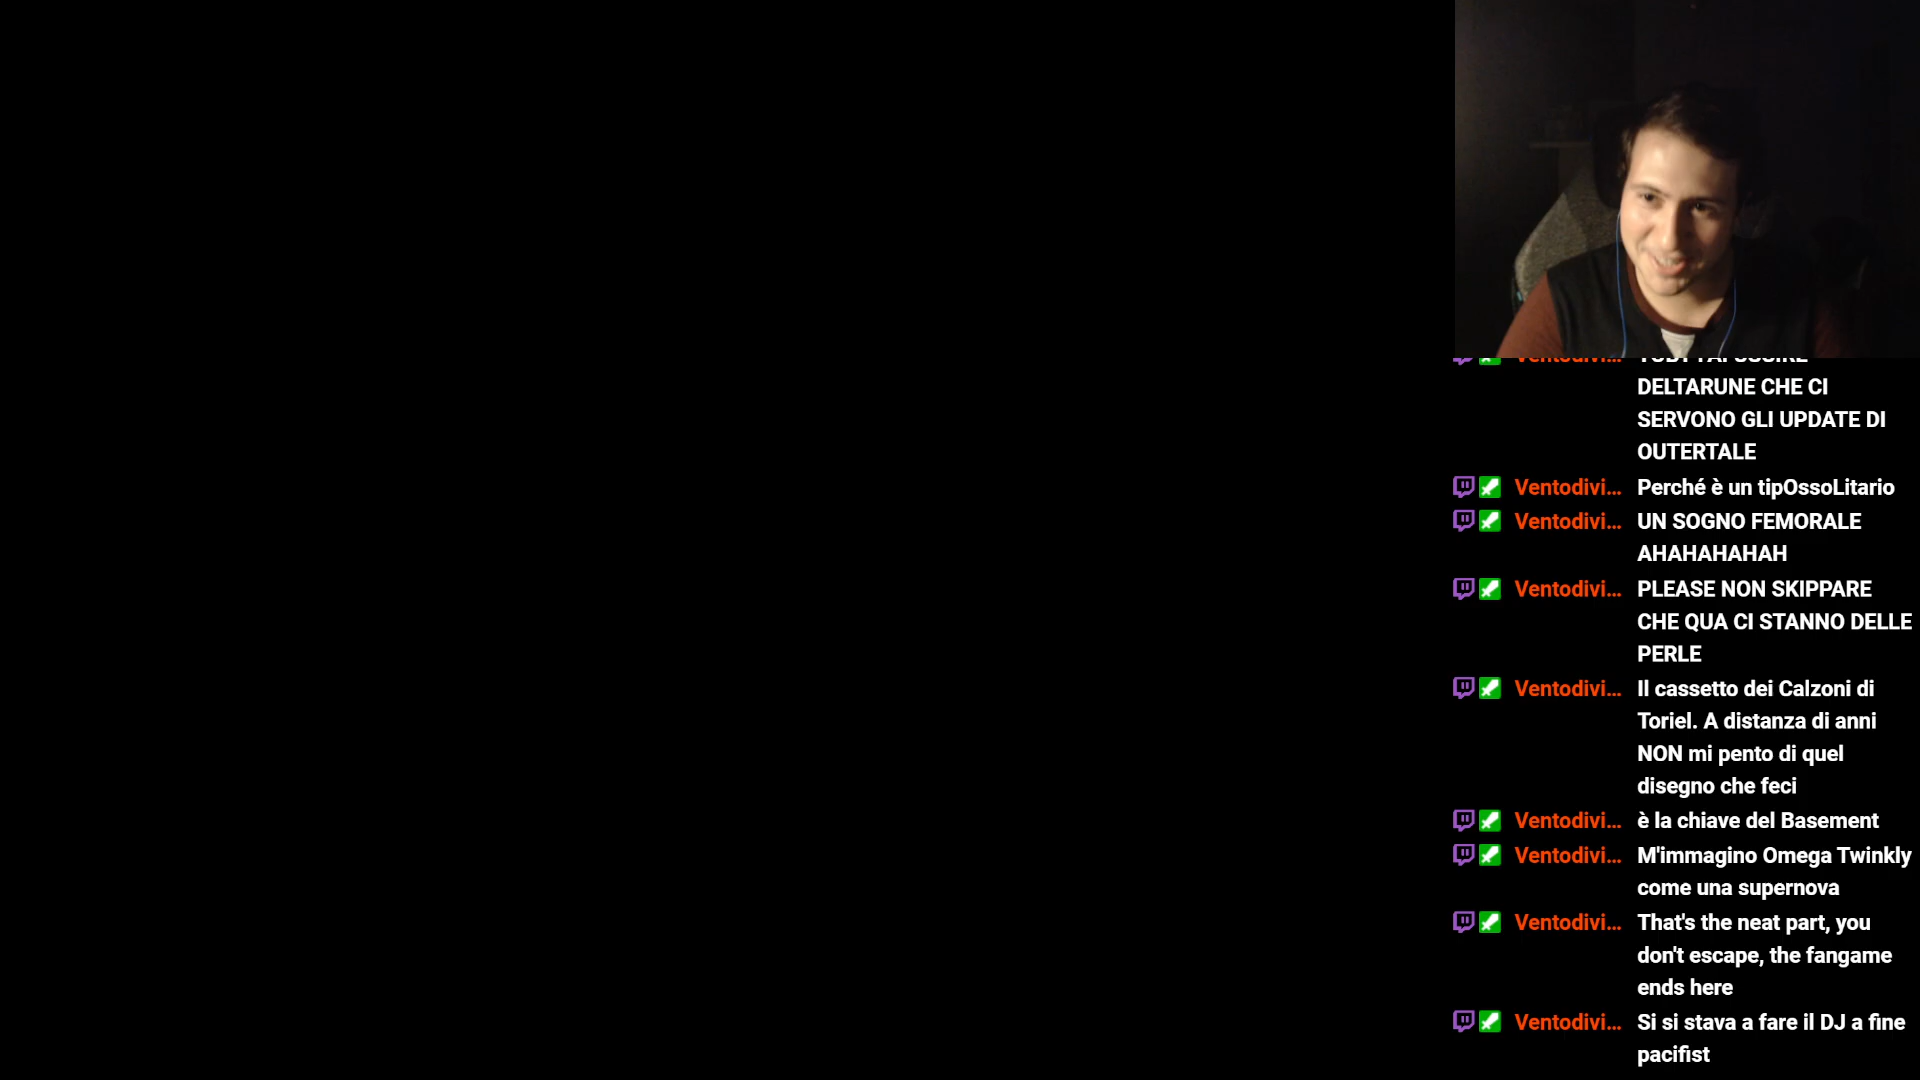 DELTARUNE CHE CI
SERVONO GLI UPDATE DI
OUTERTALE
Ventodivi... Perché è un tipOssoLitario
Ventodivi... UN SOGNO FEMORALE
AHAHAHAHAH
Ventodivi... PLEASE NON SKIPPARE
CHE QUA CI STANNO DELLE
PERLE
Ventodivi... Il cassetto dei Calzoni di
Toriel. A distanza di anni
NON mi pento di quel
disegno che feci
Ventodivi... è la chiave del Basement
Ventodivi... M'immagino Omega Twinkly
come una supernova
Ventodivi... That's the neat part, you
don't escape, the fangame
ends here
Ventodivi... Si si stava a fare il DJ a fine
pacifist